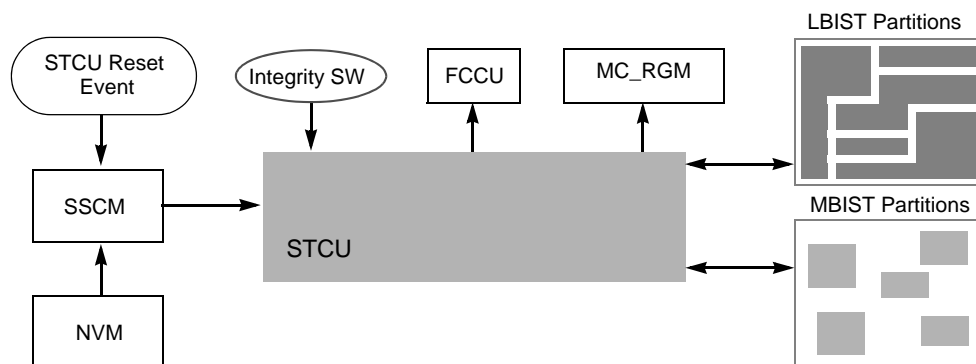 LBIST Partitions
STCU Reset
Event
Integrity SW
FCCU
MC_RGM
SSCM
STCU
MBIST Partitions
NVM